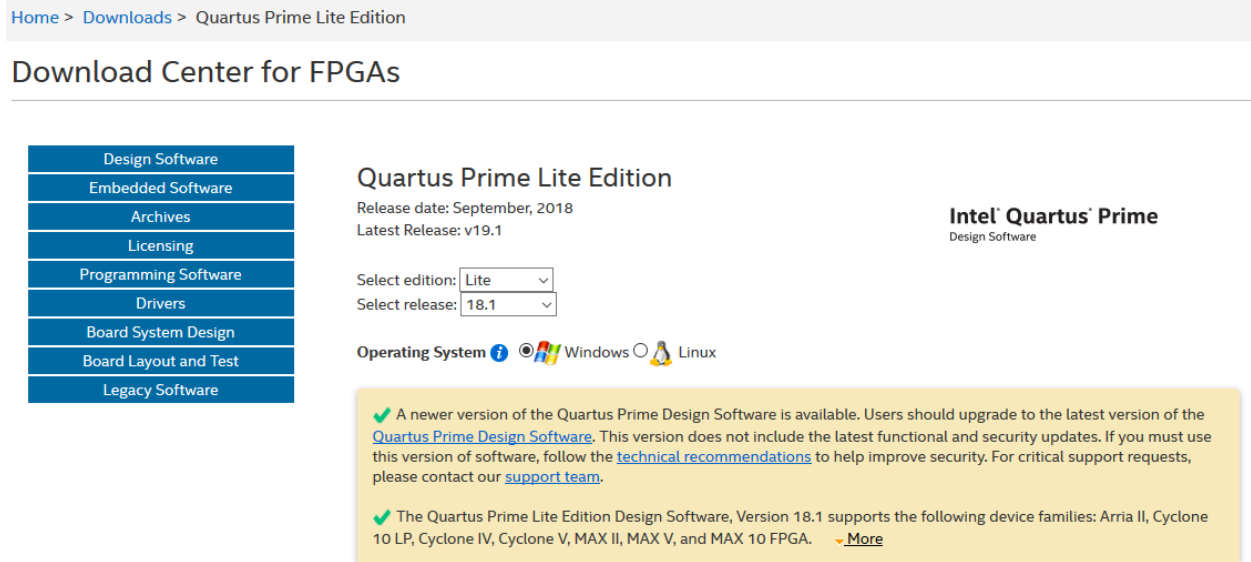 Home > Downloads > Quartus Prime Lite Edition
Download Center for FPGAs
Design Software
Embedded Software
Archives
Licensing
Programming Software
Drivers
Board System Design
Board Layout and Test
Legacy Software
Quartus Prime Lite Edition
Release date: September, 2018
Latest Release: v19.1
Select edition: Lite
Select release: 18.1
Operating System i Windows Linux
Intel® Quartus® Prime
Design Software
A newer version of the Quartus Prime Design Software is available. Users should upgrade to the latest version of the
Quartus Prime Design Software. This version does not include the latest functional and security updates. If you must use
this version of software, follow the technical recommendations to help improve security. For critical support requests,
please contact our support team.
The Quartus Prime Lite Edition Design Software, Version 18.1 supports the following device families: Arria II, Cyclone
10 LP, Cyclone IV, Cyclone V, MAX II, MAX V, and MAX 10 FPGA. More